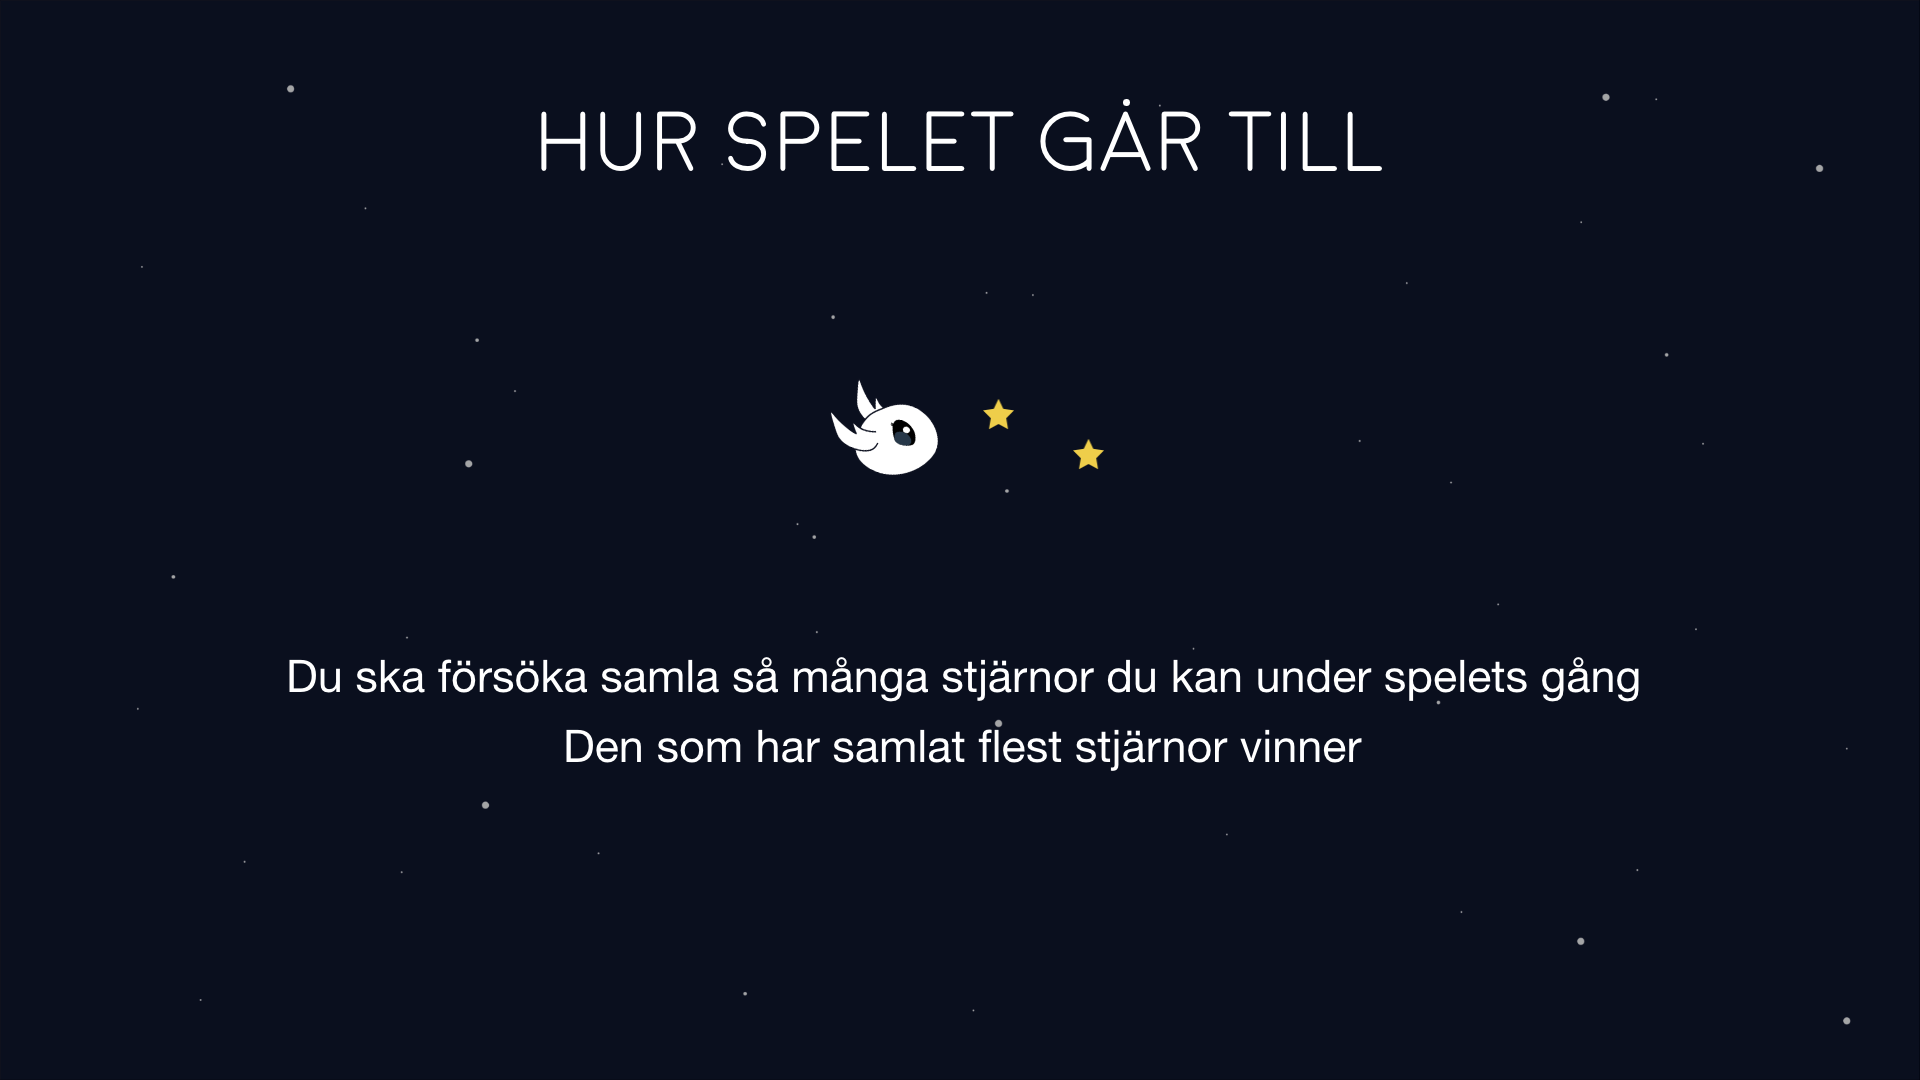 HUR SPELET GÅR TILL
Du ska försöka samla så många stjärnor du kan under spelets gång
Den som har samlat flest stjärnor vinner